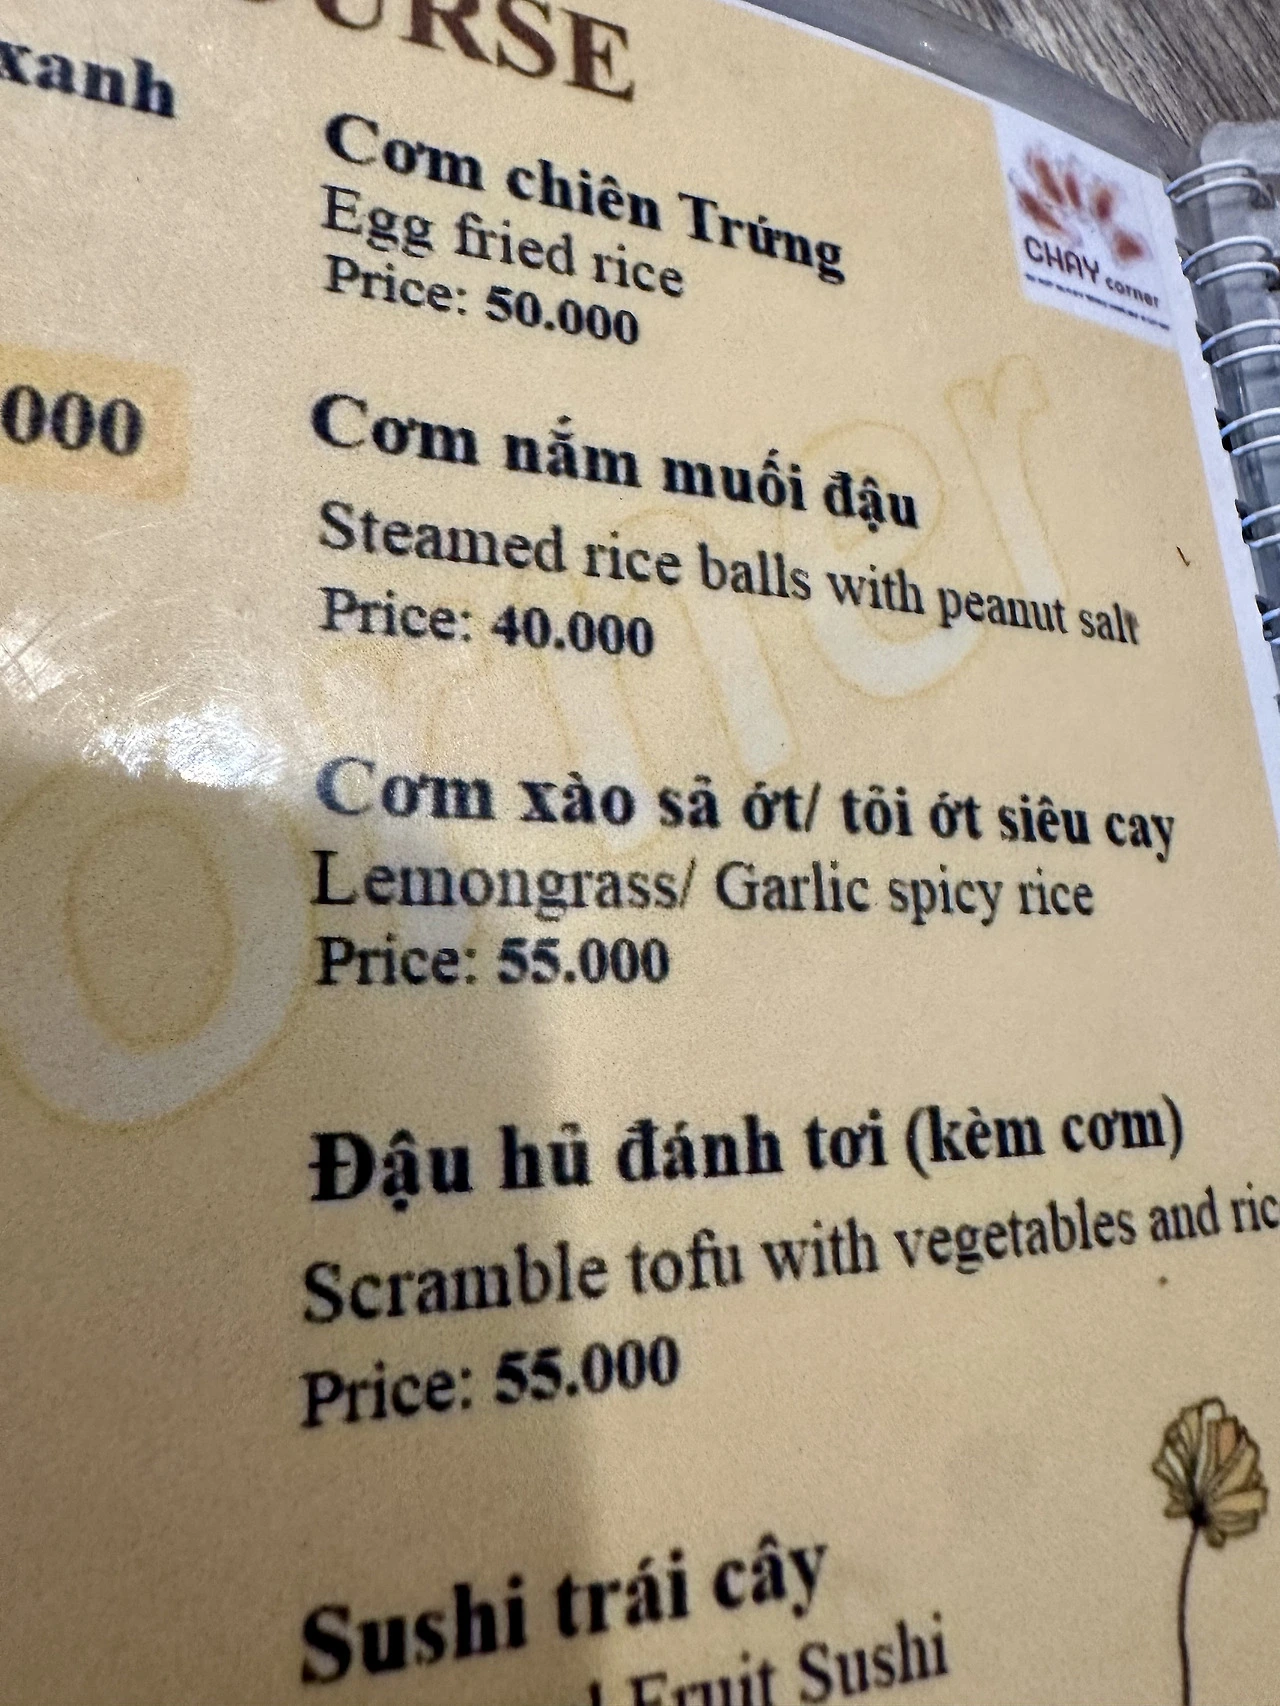 URSE
xanh
CHAY corner
Cơm chiên Trứng
Egg fried rice
Price: 50.000
000
Cơm nắm muối đậu
Steamed rice balls with peanut salt
Price: 40.000
Cơm xào sả ớt/ tỏi ớt siêu cay
Lemongrass/ Garlic spicy rice
Price: 55.000
Đậu hủ đánh tơi (kèm cơm)
Scramble tofu with vegetables and ric
Price: 55.000
Sushi trái cây
Fruit Sushi